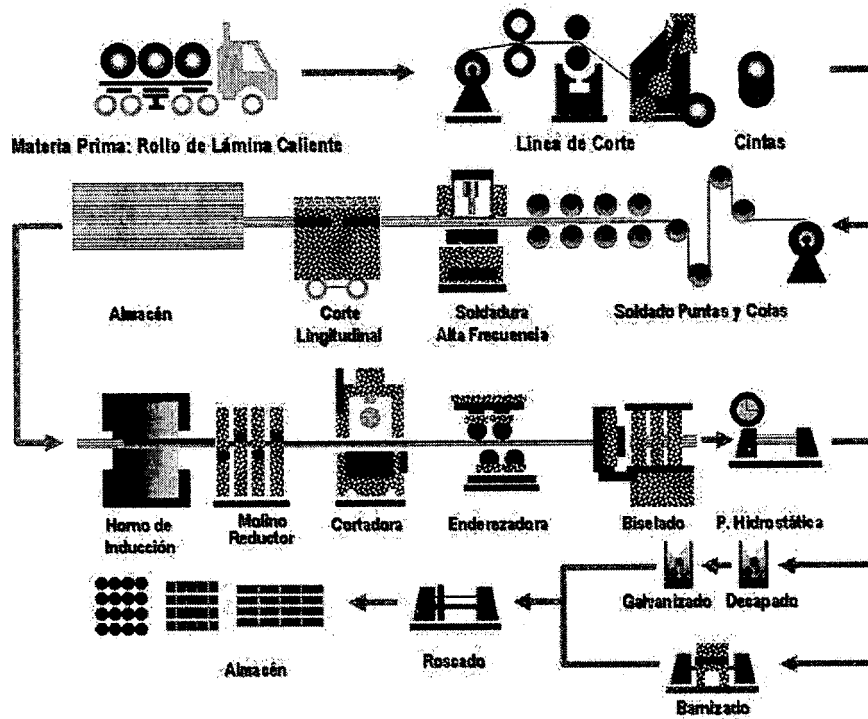 Materia Prima: Rollo de Lámina Caliente
Línea de Corte
Cintas
Almacén
Corte
Lingitudinal
Soldadura
Alta Frecuencia
Soldado Puntas y Colas
Horno de
Inducción
Molino
Reductor
Cortadora
Enderezadora
Biselado
P. Hidrostática
Galvanizado
Decapado
Almacén
Roscado
Barnizado